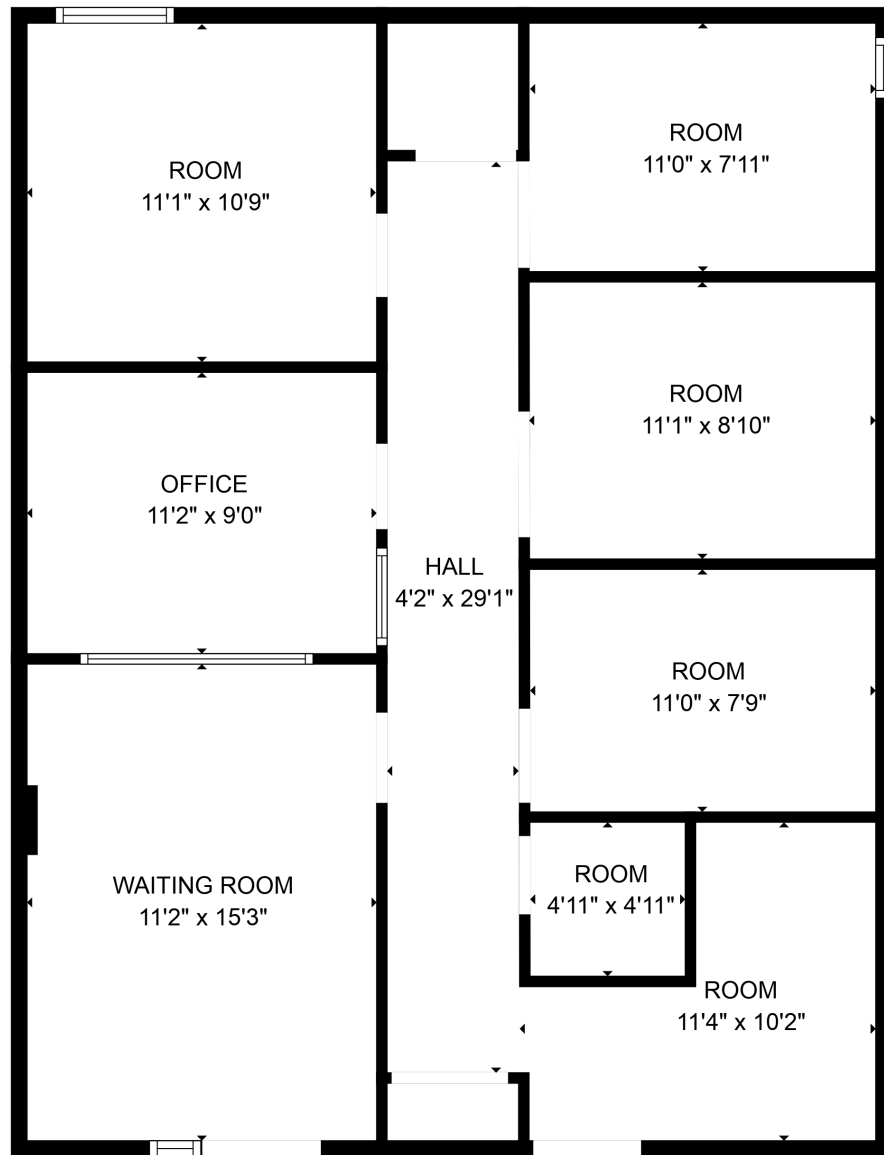 ROOM
11'1" x 10'9"
ROOM
11'0" x 7'11"
ROOM
11'1" x 8'10"
OFFICE
11'2" x 9'0"
HALL
4'2" x 29'1"
ROOM
11'0" x 7'9"
WAITING ROOM
11'2" x 15'3"
ROOM
4'11" x 4'11"
ROOM
11'4" x 10'2"